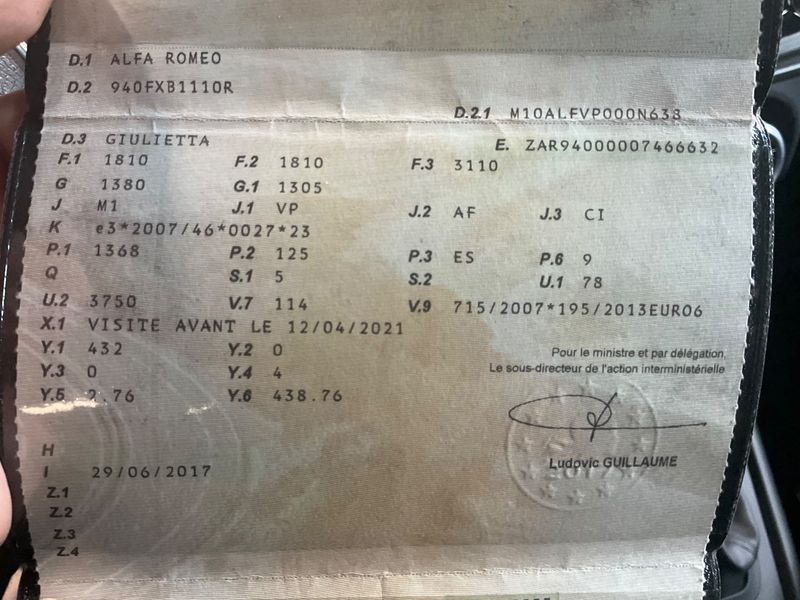 D.1 ALFA ROMEO
D.2 940FXB1110R
D.2.1 M10ALFVP000N638
D.3 GIULIETTA E. ZAR94000007466632
F.1 1810 F.2 1810 F.3 3110
G 1380 G.1 1305
J M1 J.1 VP J.2 AF J.3 CI
K e3*2007/46*0027*23
P.1 1368 P.2 125 P.3 ES P.6 9
Q S.1 5 S.2 U.1 78
U.2 3750 V.7 114 V.9 715/2007*195/2013EURO6
X.1 VISITE AVANT LE 12/04/2021
Y.1 432 Y.2 0
Pour le ministre et par délégation,
Y.3 0 Y.4 4
Le sous-directeur de l'action interministérielle
Y.5 2.76 Y.6 438.76
H
Ludovic GUILLAUME
I 29/06/2017
Z.1
Z.2
Z.3
Z.4